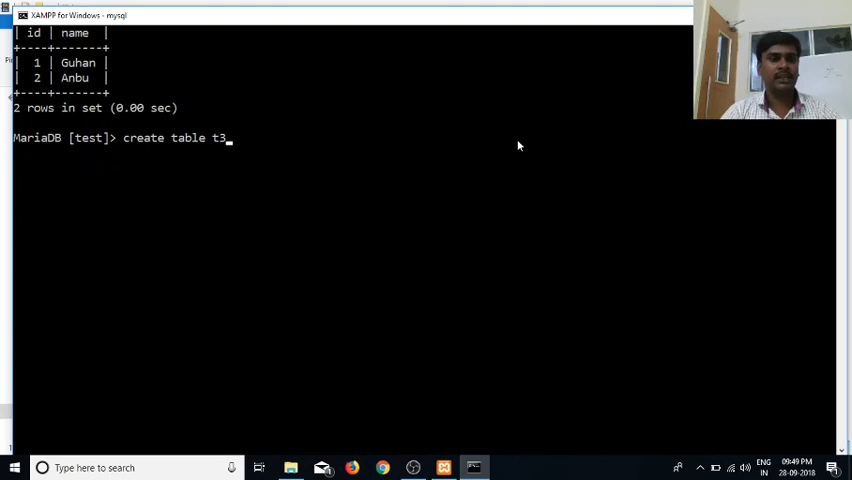 XAMPP for Windows - mysql
| id | name  |
+----+-------+
|  1 | Guhan |
|  2 | Anbu  |
+----+-------+
2 rows in set (0.00 sec)
MariaDB [test]> create table t3_
Type here to search
ENG
IN
09:49 PM
28-09-2018